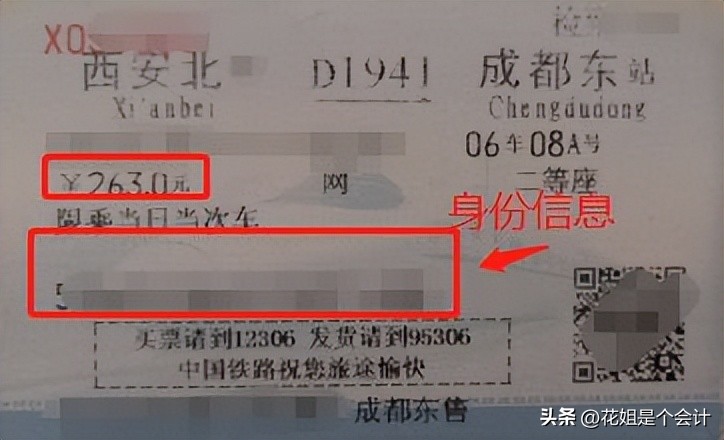 XO
检
西安北 D1941 成都东站
Xi'anbei Chengdudong
06车08A号
￥263.0元 网 二等座
限乘当日当次车
身份信息
买票请到12306 发货请到95306
中国铁路祝您旅途愉快
成都东售
头条 @花姐是个会计